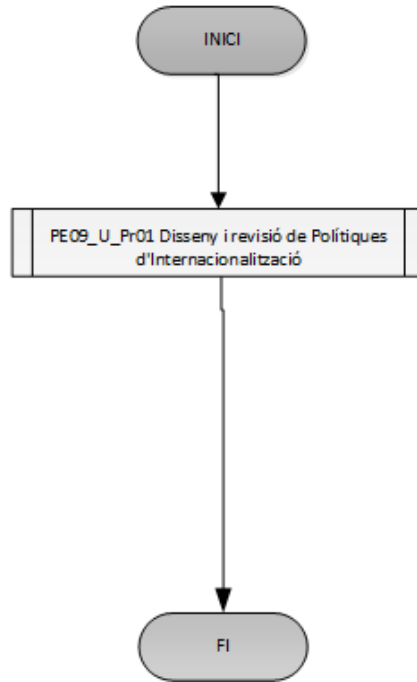 INICI
PE09_U_Pr01 Disseny i revisió de Polítiques
d'Internacionalització
FI